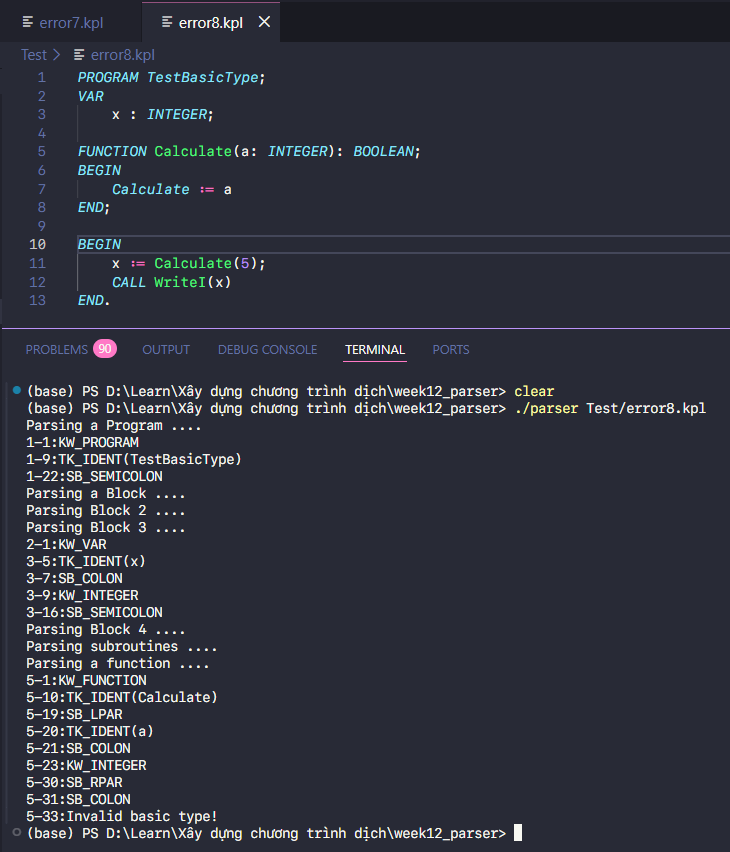 error7.kpl error8.kpl
Test > error8.kpl
1 PROGRAM TestBasicType;
2 VAR
3 x : INTEGER;
4
5 FUNCTION Calculate(a: INTEGER): BOOLEAN;
6 BEGIN
7 Calculate := a
8 END;
9
10 BEGIN
11 x := Calculate(5);
12 CALL WriteI(x)
13 END.
PROBLEMS 90 OUTPUT DEBUG CONSOLE TERMINAL PORTS
(base) PS D:\Learn\Xây dựng chương trình dịch\week12_parser> clear
(base) PS D:\Learn\Xây dựng chương trình dịch\week12_parser> ./parser Test/error8.kpl
Parsing a Program ....
1-1:KW_PROGRAM
1-9:TK_IDENT(TestBasicType)
1-22:SB_SEMICOLON
Parsing a Block ....
Parsing Block 2 ....
Parsing Block 3 ....
2-1:KW_VAR
3-5:TK_IDENT(x)
3-7:SB_COLON
3-9:KW_INTEGER
3-16:SB_SEMICOLON
Parsing Block 4 ....
Parsing subroutines ....
Parsing a function ....
5-1:KW_FUNCTION
5-10:TK_IDENT(Calculate)
5-19:SB_LPAR
5-20:TK_IDENT(a)
5-21:SB_COLON
5-23:KW_INTEGER
5-30:SB_RPAR
5-31:SB_COLON
5-33:Invalid basic type!
(base) PS D:\Learn\Xây dựng chương trình dịch\week12_parser>